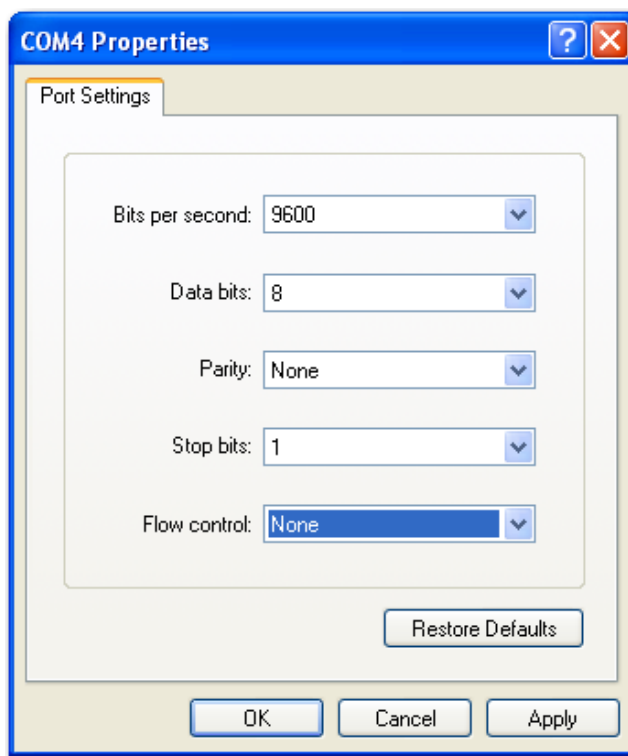 COM4 Properties
Port Settings
Bits per second: 9600
Data bits: 8
Parity: None
Stop bits: 1
Flow control: None
Restore Defaults
OK Cancel Apply